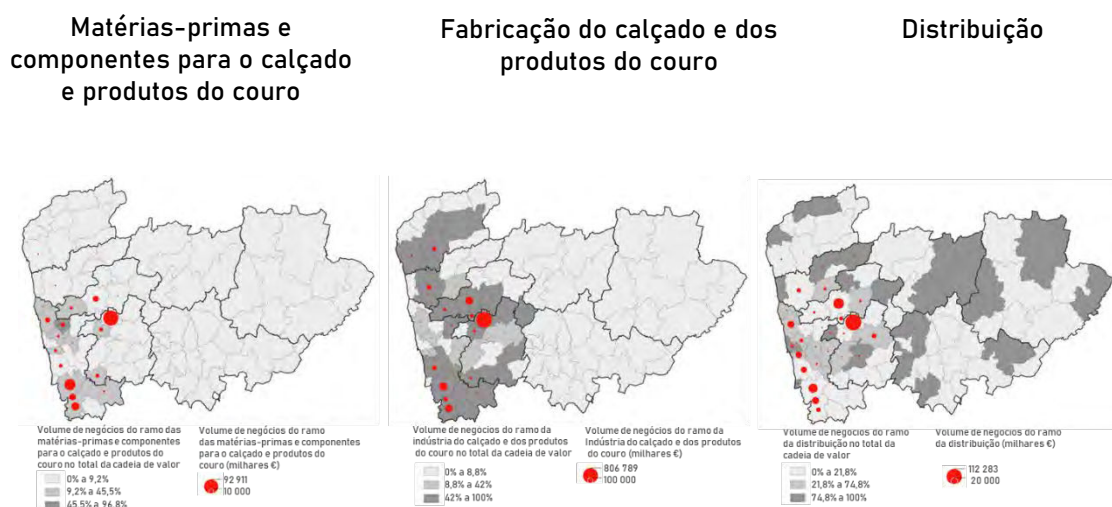 Matérias-primas e
componentes para o calçado
e produtos do couro
Fabricação do calçado e dos
produtos do couro
Distribuição
Volume de negócios do ramo das
matérias-primas e componentes
para o calçado e produtos do
couro no total da cadeia de valor
0% a 9,2%
9,2% a 45,5%
45,5% a 96,8%
Volume de negócios do ramo
das matérias-primas e componentes
para o calçado e produtos do
couro (milhares €)
92 911
10 000
Volume de negócios do ramo da
indústria do calçado e dos produtos
do couro no total da cadeia de valor
0% a 8,8%
8,8% a 42%
42% a 100%
Volume de negócios do ramo da
Indústria do calçado e dos produtos
do couro (milhares €)
806 789
100 000
Volume de negócios do ramo
da distribuição no total da
cadeia de valor
0% a 21,8%
21,8% a 74,8%
74,8% a 100%
Volume de negócios do ramo
da distribuição (milhares €)
112 283
20 000